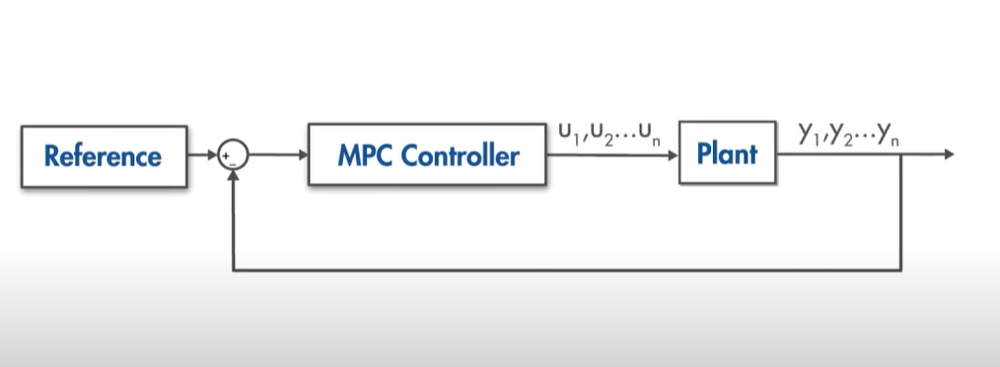 Reference
+
−
MPC Controller
U₁,U₂...Uₙ
Plant
y₁,y₂...yₙ